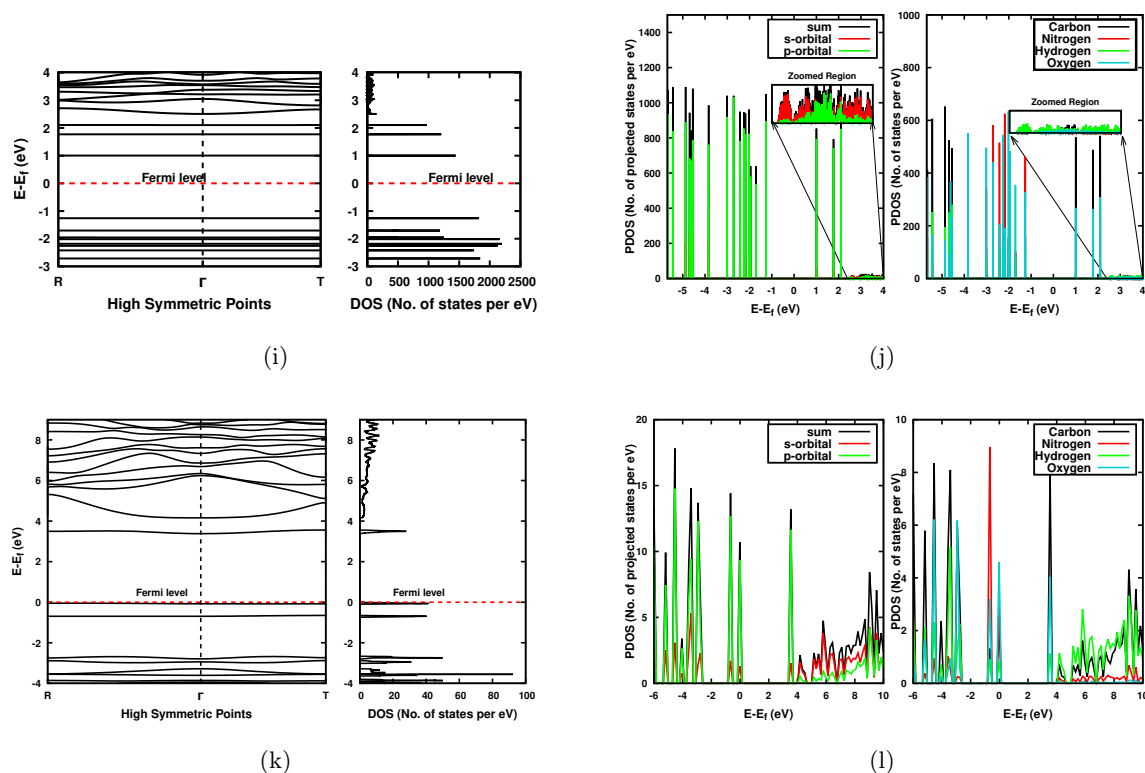 4
3
2
1
0
-1
-2
-3
E-Ef (eV)
Fermi level
R
Γ
T
High Symmetric Points
Fermi level
0 500 1000 1500 2000 2500
DOS (No. of states per eV)
(i)
1400
1200
1000
800
600
400
200
0
PDOS (No. of projected states per eV)
sum
s-orbital
p-orbital
Zoomed Region
-5 -4 -3 -2 -1 0 1 2 3 4
E-Ef (eV)
1000
800
600
400
200
0
PDOS (No. of states per eV)
Carbon
Nitrogen
Hydrogen
Oxygen
Zoomed Region
-5 -4 -3 -2 -1 0 1 2 3 4
E-Ef (eV)
(j)
8
6
4
2
0
-2
-4
E-Ef (eV)
Fermi level
R
Γ
T
High Symmetric Points
Fermi level
0 20 40 60 80 100
DOS (No. of states per eV)
(k)
20
15
10
5
0
PDOS (No. of projected states per eV)
sum
s-orbital
p-orbital
-6 -4 -2 0 2 4 6 8 10
E-Ef (eV)
10
8
6
4
2
0
PDOS (No. of states per eV)
Carbon
Nitrogen
Hydrogen
Oxygen
-6 -4 -2 0 2 4 6 8 10
E-Ef (eV)
(l)